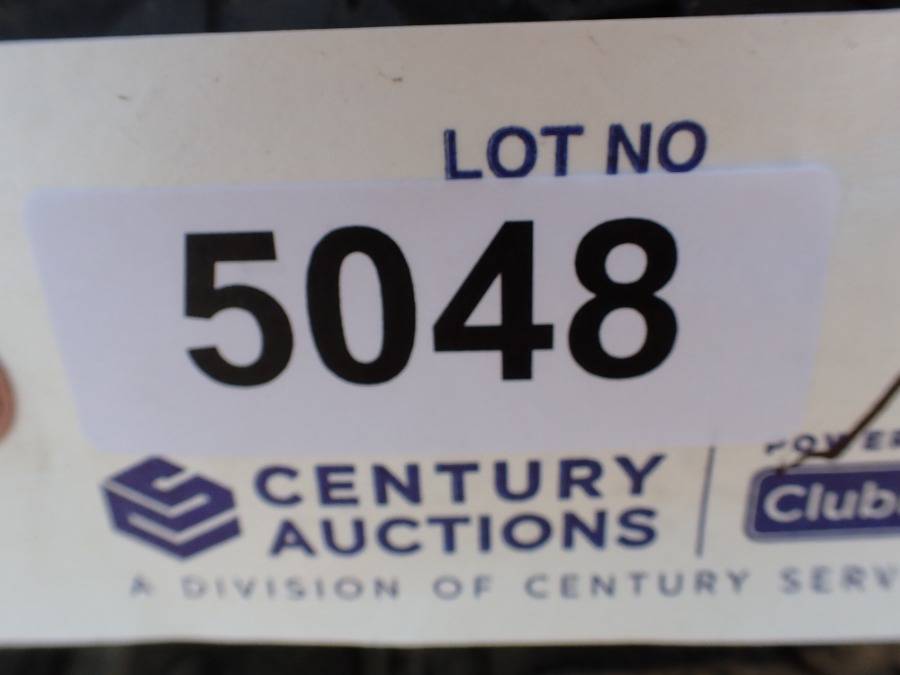 LOT NO
5048
CENTURY
AUCTIONS
A DIVISION OF CENTURY